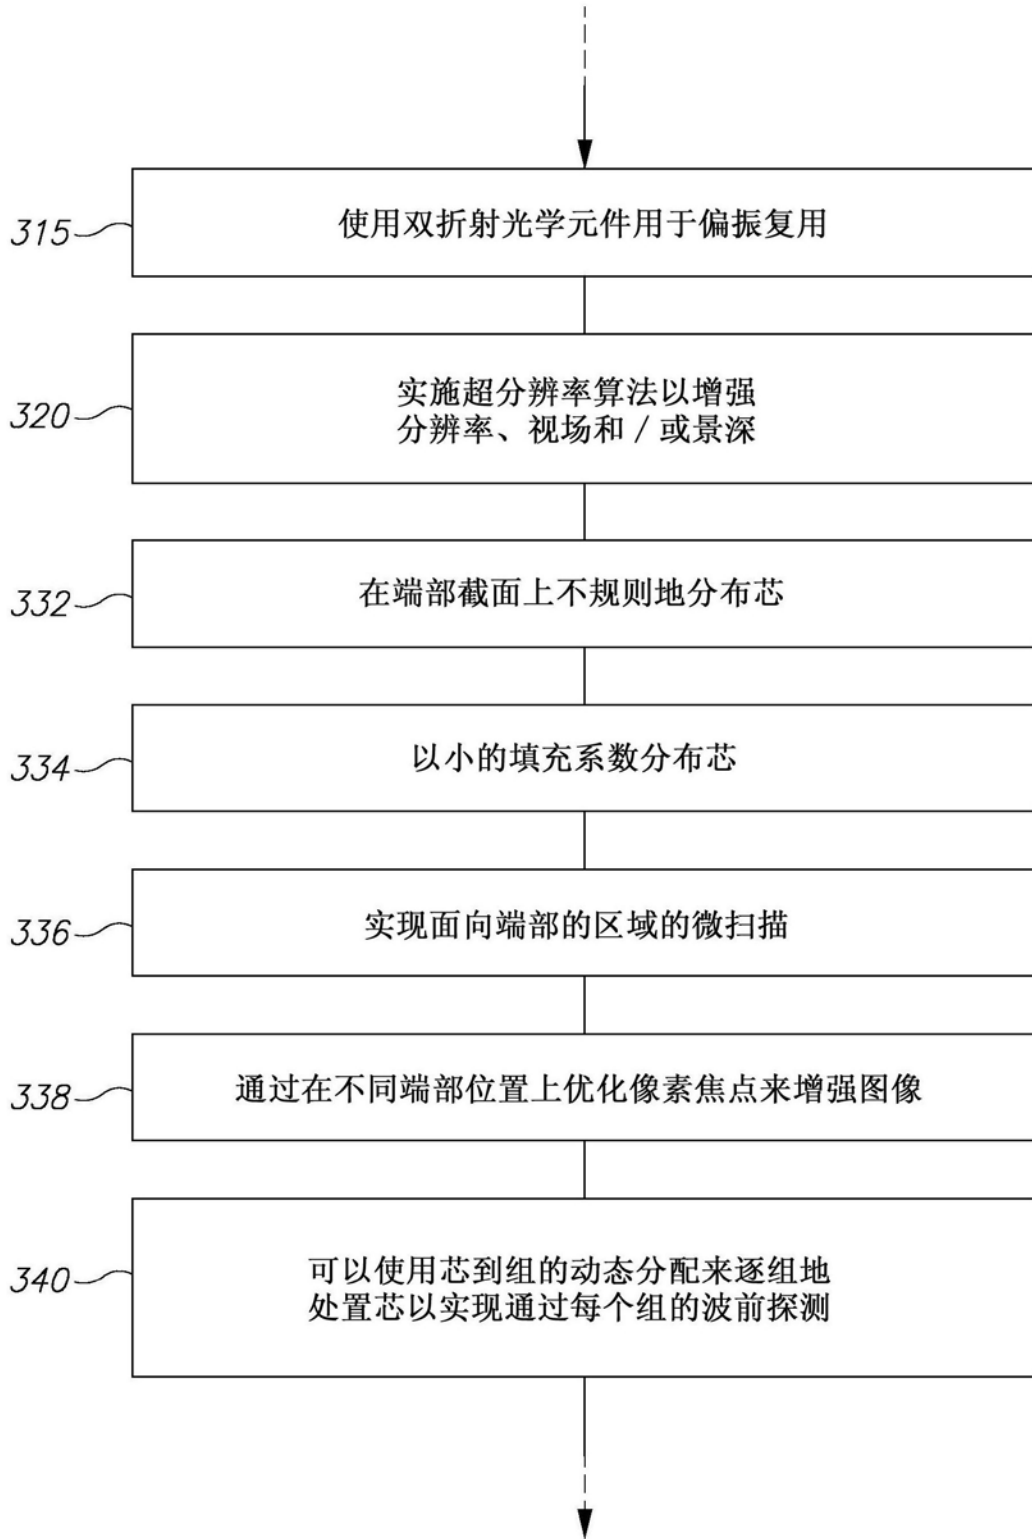 315
使用双折射光学元件用于偏振复用
320
实施超分辨率算法以增强
分辨率、视场和 / 或景深
332
在端部截面上不规则地分布芯
334
以小的填充系数分布芯
336
实现面向端部的区域的微扫描
338
通过在不同端部位置上优化像素焦点来增强图像
340
可以使用芯到组的动态分配来逐组地
处置芯以实现通过每个组的波前探测